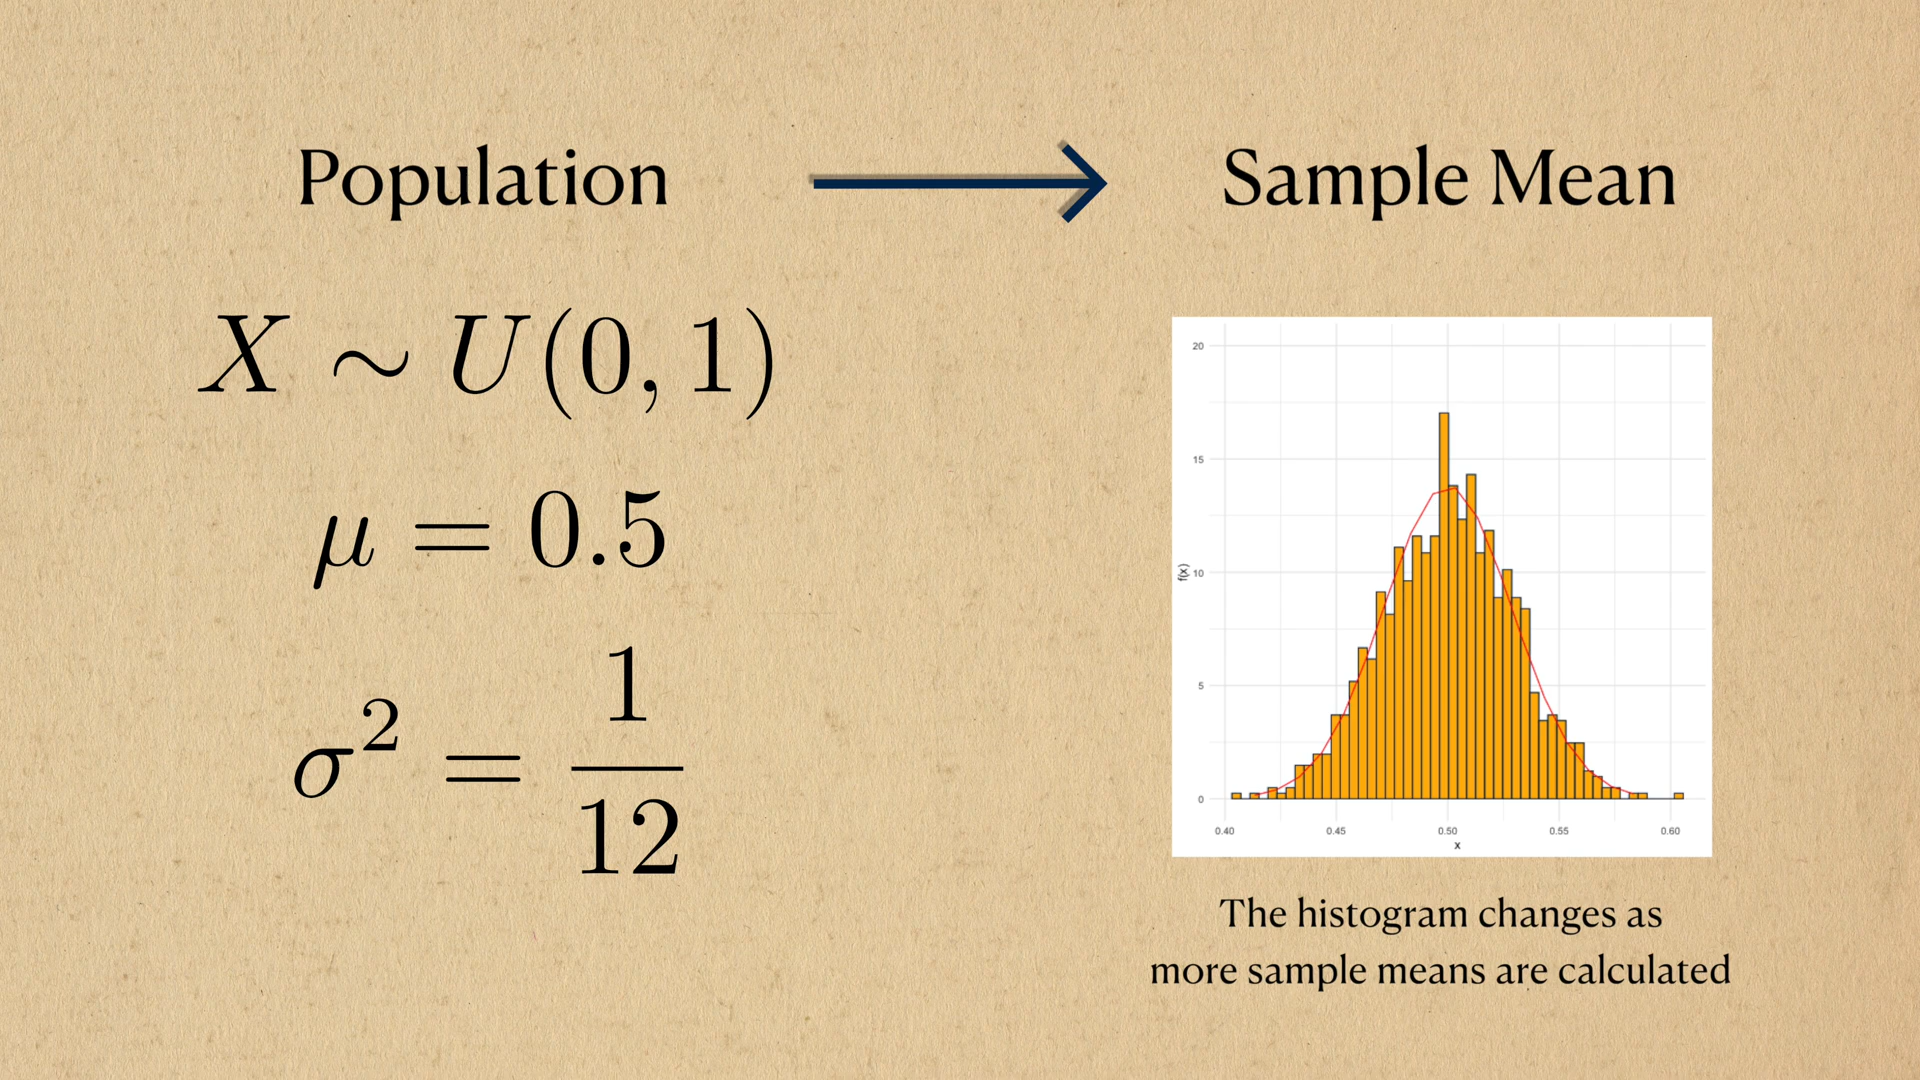 Population
Sample Mean
X ∼ U(0, 1)
μ = 0.5
σ² = 1/12
20
15
10
5
0
f(x)
0.40 0.45 0.50 0.55 0.60
x
The histogram changes as
more sample means are calculated